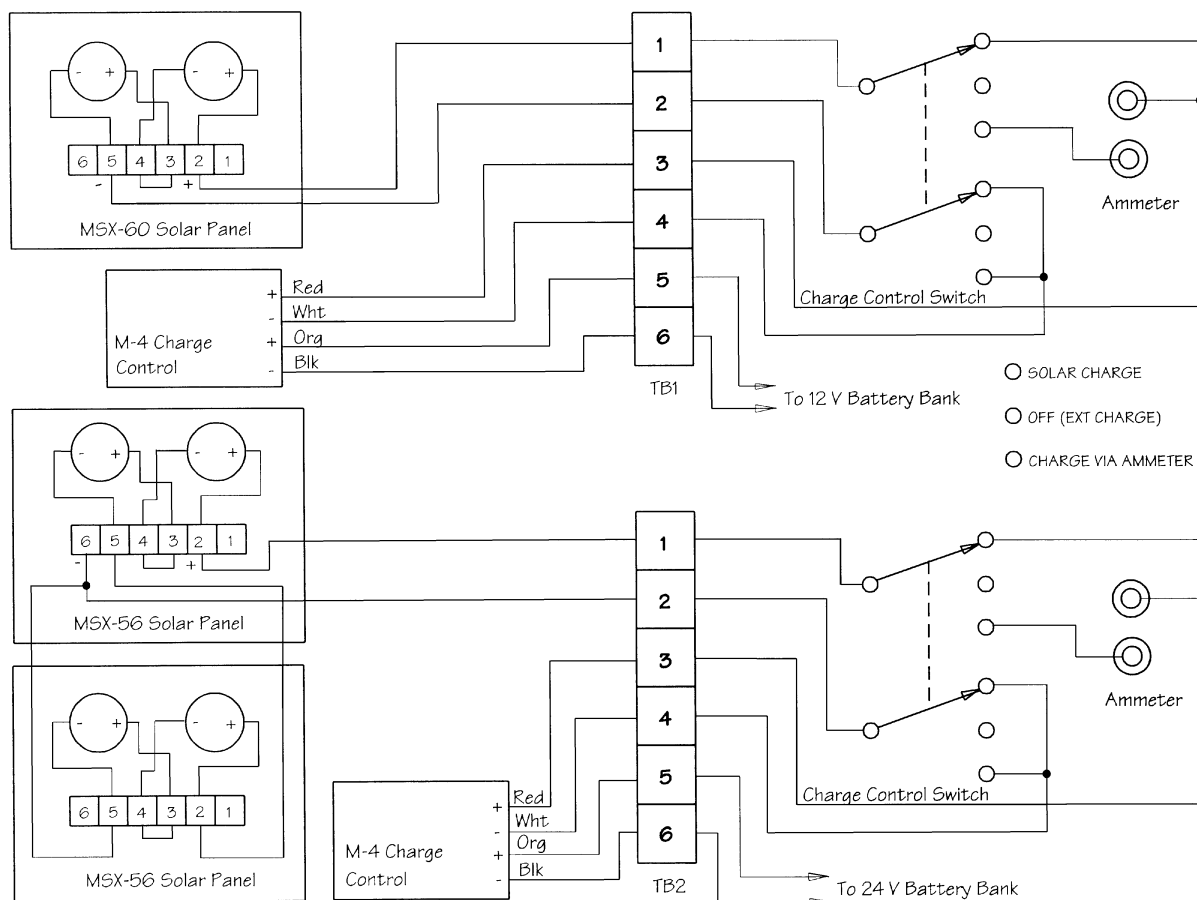 - + - +
6 5 4 3 2 1
- +
MSX-60 Solar Panel
+ Red
- Wht
+ Org
- Blk
M-4 Charge
Control
1
2
3
4
5
6
TB1
Ammeter
Charge Control Switch
To 12 V Battery Bank
SOLAR CHARGE
OFF (EXT CHARGE)
CHARGE VIA AMMETER
- + - +
6 5 4 3 2 1
- +
MSX-56 Solar Panel
- + - +
6 5 4 3 2 1
MSX-56 Solar Panel
+ Red
- Wht
+ Org
- Blk
M-4 Charge
Control
1
2
3
4
5
6
TB2
Ammeter
Charge Control Switch
To 24 V Battery Bank